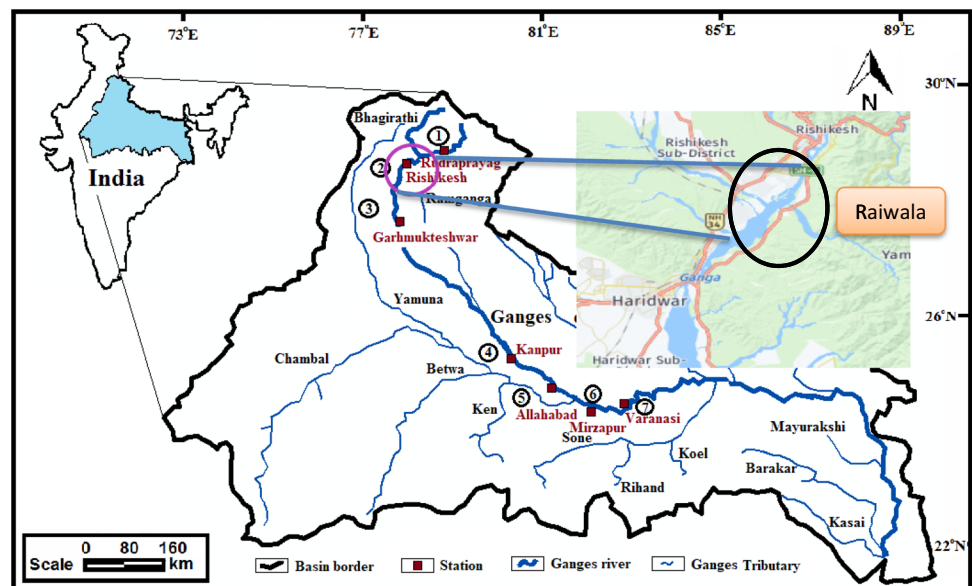 73°E
77°E
81°E
85°E
89°E
30°N
N
Bhagirathi
1
Rishikesh
Rishikesh
Sub-District
Rudraprayag
2
Rishikesh
Ramganga
Raiwala
3
NH
34
Garhmukteshwar
Yam
Ganga
India
Haridwar
Yamuna
Ganges
26°N
Kanpur
4
Haridwar Sub-
Chambal
Betwa
6
5
Ken
7
Allahabad
Varanasi
Mirzapur
Mayurakshi
Sone
Koel
Barakar
Rihand
Kasai
22°N
0 80 160
Scale km
Basin border
Station
Ganges river
Ganges Tributary